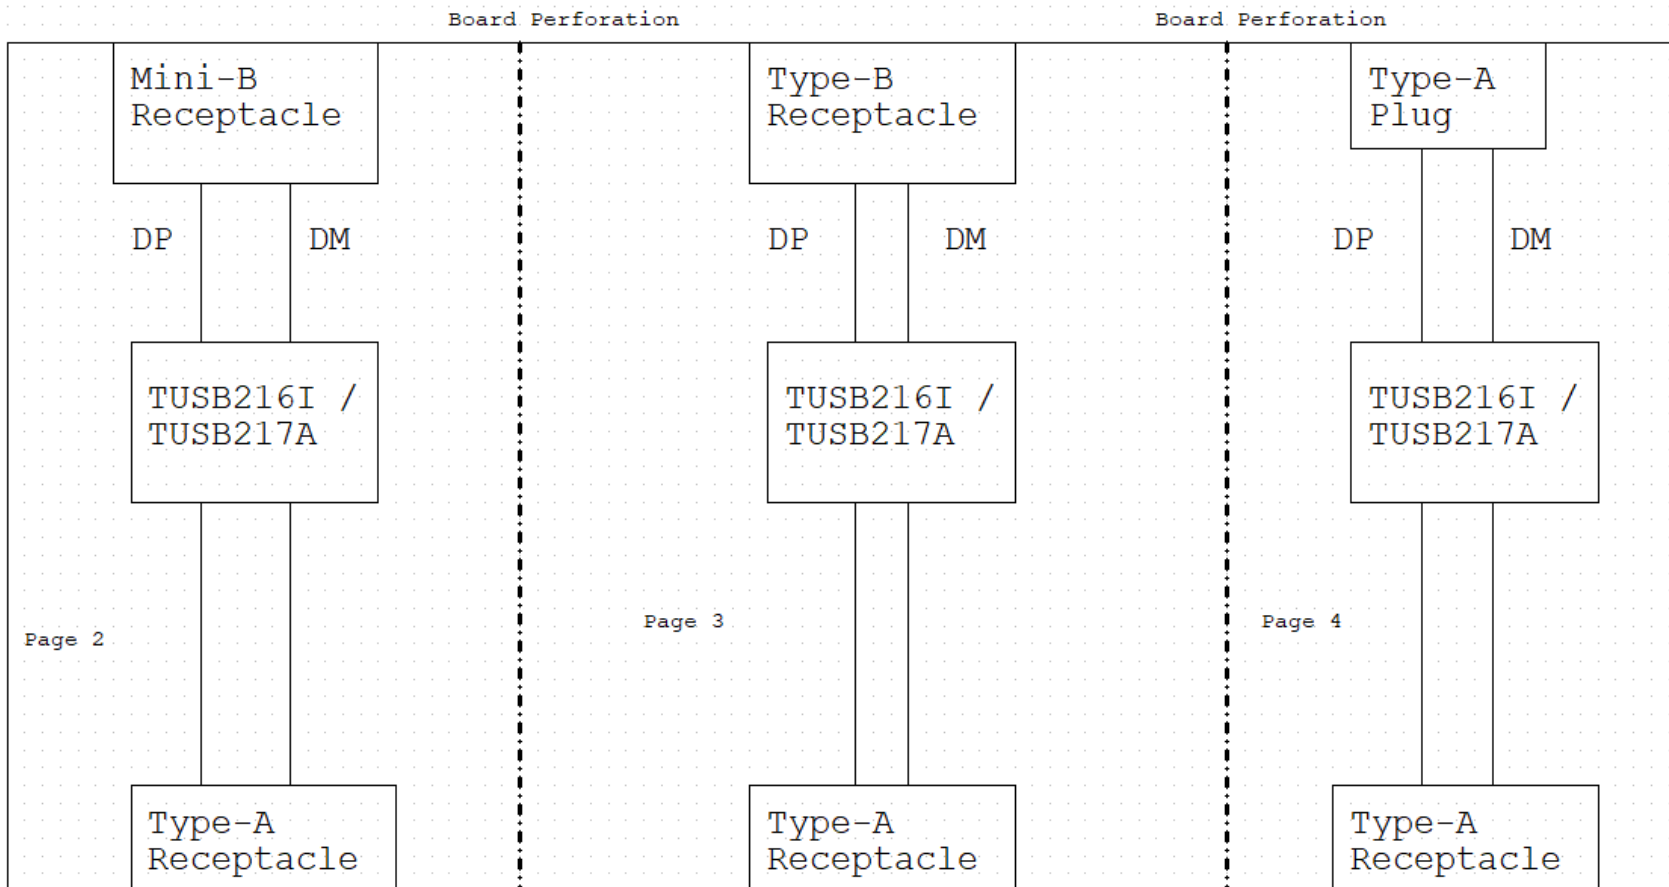 Board Perforation
Board Perforation
Mini-B
Receptacle
Type-B
Receptacle
Type-A
Plug
DP
DM
DP
DM
DP
DM
TUSB216I /
TUSB217A
TUSB216I /
TUSB217A
TUSB216I /
TUSB217A
Page 2
Page 3
Page 4
Type-A
Receptacle
Type-A
Receptacle
Type-A
Receptacle